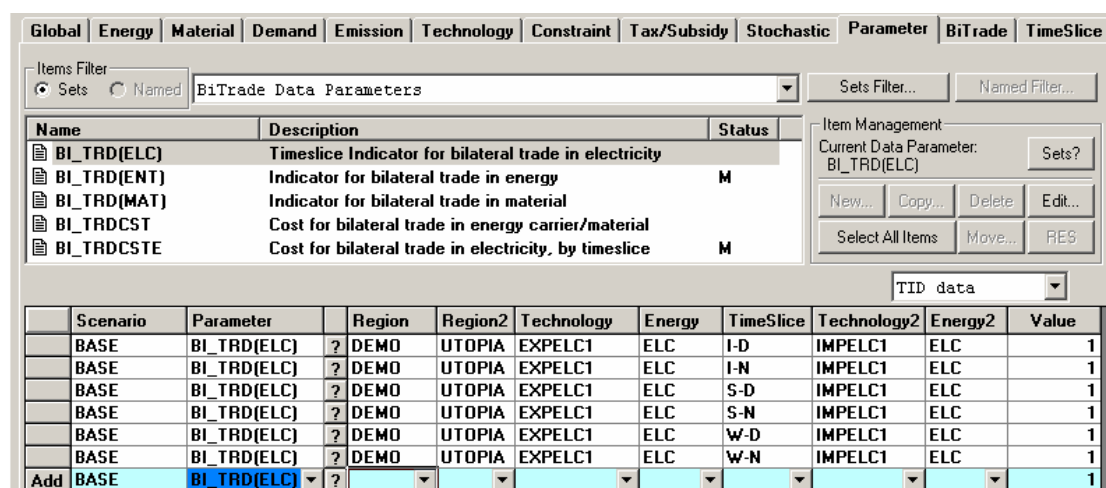 Global Energy Material Demand Emission Technology Constraint Tax/Subsidy Stochastic Parameter BiTrade TimeSlice
Items Filter
Sets Named BiTrade Data Parameters Sets Filter... Named Filter...
Name Description Status
BI_TRD(ELC) Timeslice Indicator for bilateral trade in electricity
BI_TRD(ENT) Indicator for bilateral trade in energy M
BI_TRD(MAT) Indicator for bilateral trade in material
BI_TRDCST Cost for bilateral trade in energy carrier/material
BI_TRDCSTE Cost for bilateral trade in electricity, by timeslice M
Item Management
Current Data Parameter:
BI_TRD(ELC) Sets?
New... Copy... Delete Edit...
Select All Items Move... RES
TID data
Scenario Parameter Region Region2 Technology Energy TimeSlice Technology2 Energy2 Value
BASE BI_TRD(ELC) ? DEMO UTOPIA EXPELC1 ELC I-D IMPELC1 ELC 1
BASE BI_TRD(ELC) ? DEMO UTOPIA EXPELC1 ELC I-N IMPELC1 ELC 1
BASE BI_TRD(ELC) ? DEMO UTOPIA EXPELC1 ELC S-D IMPELC1 ELC 1
BASE BI_TRD(ELC) ? DEMO UTOPIA EXPELC1 ELC S-N IMPELC1 ELC 1
BASE BI_TRD(ELC) ? DEMO UTOPIA EXPELC1 ELC W-D IMPELC1 ELC 1
BASE BI_TRD(ELC) ? DEMO UTOPIA EXPELC1 ELC W-N IMPELC1 ELC 1
Add BASE BI_TRD(ELC) ? 1